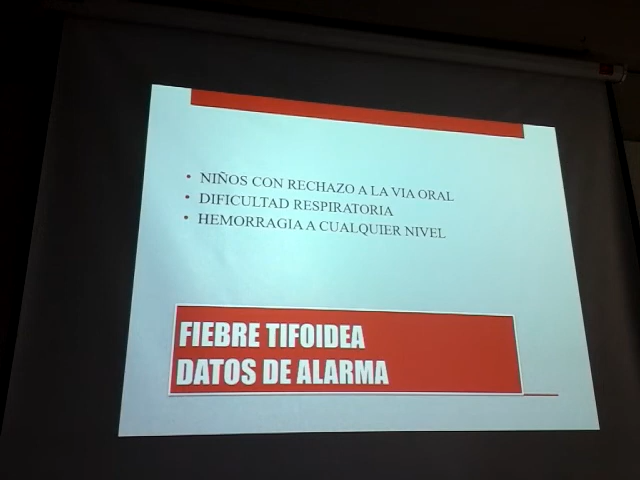 • NIÑOS CON RECHAZO A LA VIA ORAL
• DIFICULTAD RESPIRATORIA
• HEMORRAGIA A CUALQUIER NIVEL
FIEBRE TIFOIDEA
DATOS DE ALARMA